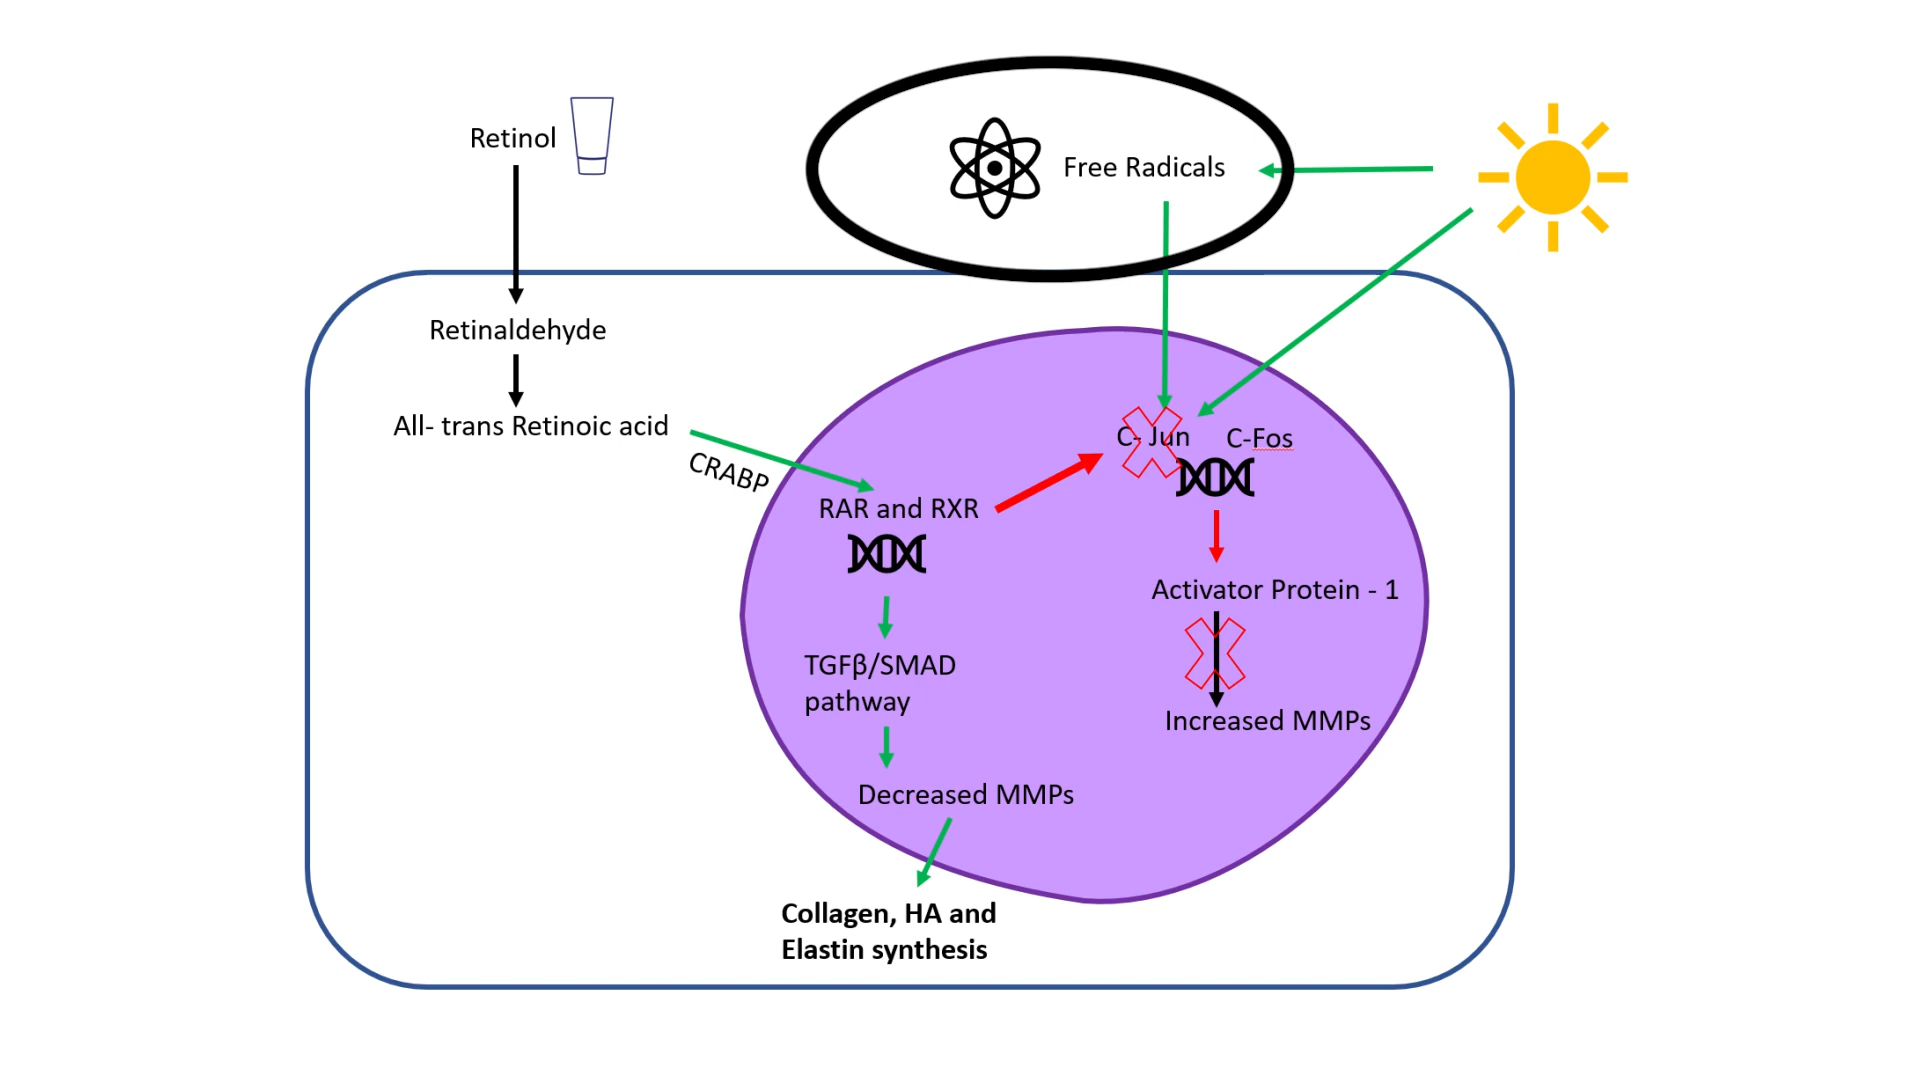 Retinol
Free Radicals
Retinaldehyde
All- trans Retinoic acid
CRABP
C- Jun
C-Fos
RAR and RXR
Activator Protein - 1
TGFβ/SMAD
pathway
Increased MMPs
Decreased MMPs
Collagen, HA and
Elastin synthesis